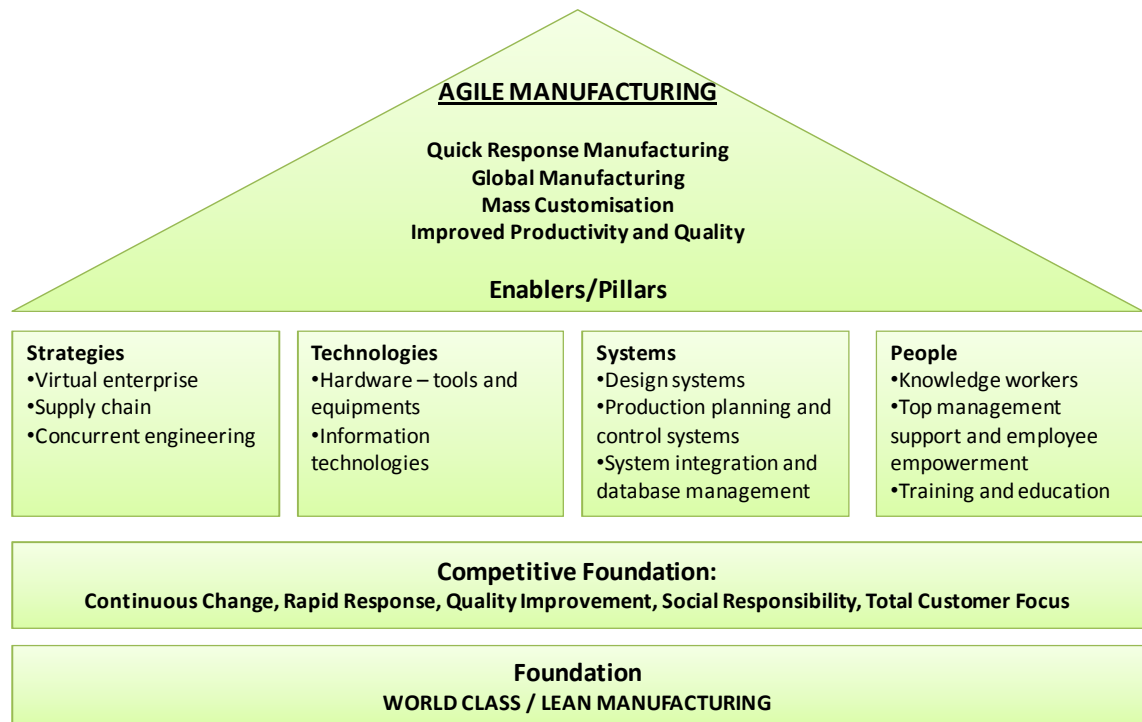 AGILE MANUFACTURING
Quick Response Manufacturing
Global Manufacturing
Mass Customisation
Improved Productivity and Quality
Enablers/Pillars
Strategies
•Virtual enterprise
•Supply chain
•Concurrent engineering
Technologies
•Hardware – tools and
equipments
•Information
technologies
Systems
•Design systems
•Production planning and
control systems
•System integration and
database management
People
•Knowledge workers
•Top management
support and employee
empowerment
•Training and education
Competitive Foundation:
Continuous Change, Rapid Response, Quality Improvement, Social Responsibility, Total Customer Focus
Foundation
WORLD CLASS / LEAN MANUFACTURING